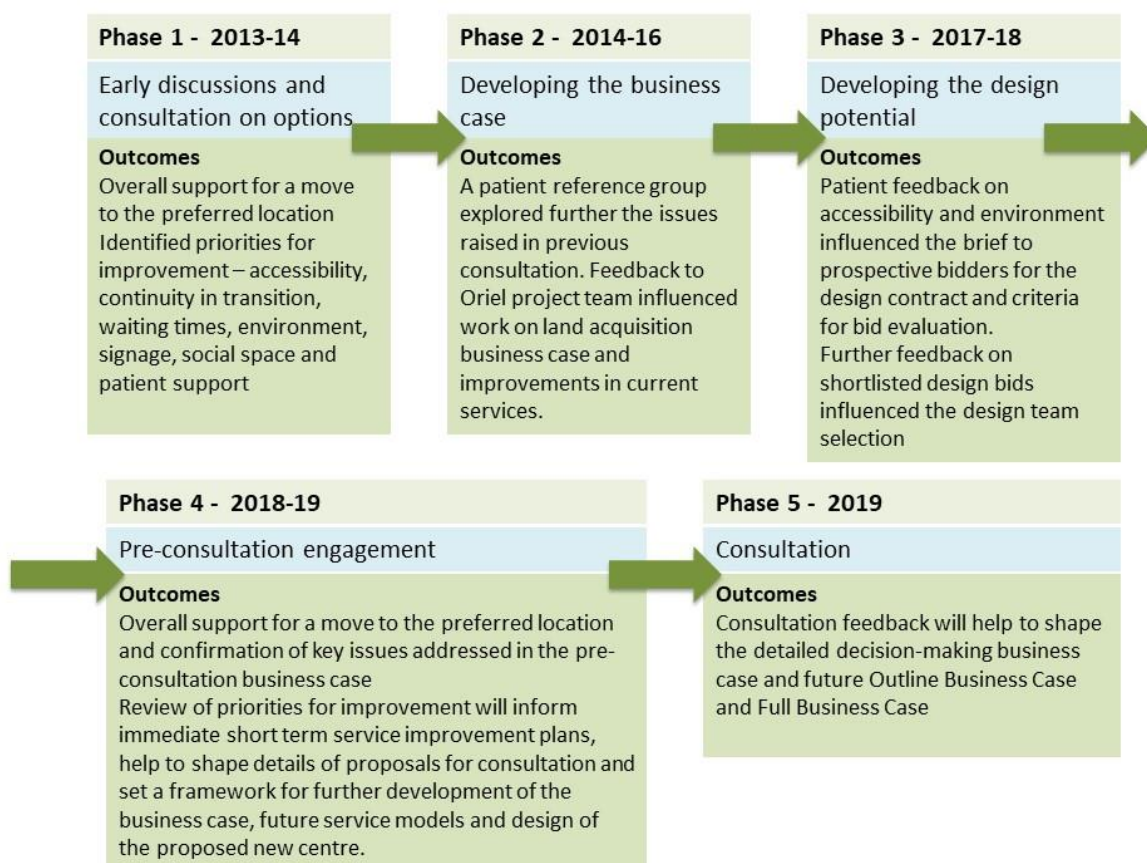 Phase 1 - 2013-14
Early discussions and
consultation on options
Outcomes
Overall support for a move
to the preferred location
Identified priorities for
improvement – accessibility,
continuity in transition,
waiting times, environment,
signage, social space and
patient support
Phase 2 - 2014-16
Developing the business
case
Outcomes
A patient reference group
explored further the issues
raised in previous
consultation. Feedback to
Oriel project team influenced
work on land acquisition
business case and
improvements in current
services.
Phase 3 - 2017-18
Developing the design
potential
Outcomes
Patient feedback on
accessibility and environment
influenced the brief to
prospective bidders for the
design contract and criteria
for bid evaluation.
Further feedback on
shortlisted design bids
influenced the design team
selection
Phase 4 - 2018-19
Pre-consultation engagement
Outcomes
Overall support for a move to the preferred location
and confirmation of key issues addressed in the pre-
consultation business case
Review of priorities for improvement will inform
immediate short term service improvement plans,
help to shape details of proposals for consultation and
set a framework for further development of the
business case, future service models and design of
the proposed new centre.
Phase 5 - 2019
Consultation
Outcomes
Consultation feedback will help to shape
the detailed decision-making business
case and future Outline Business Case
and Full Business Case